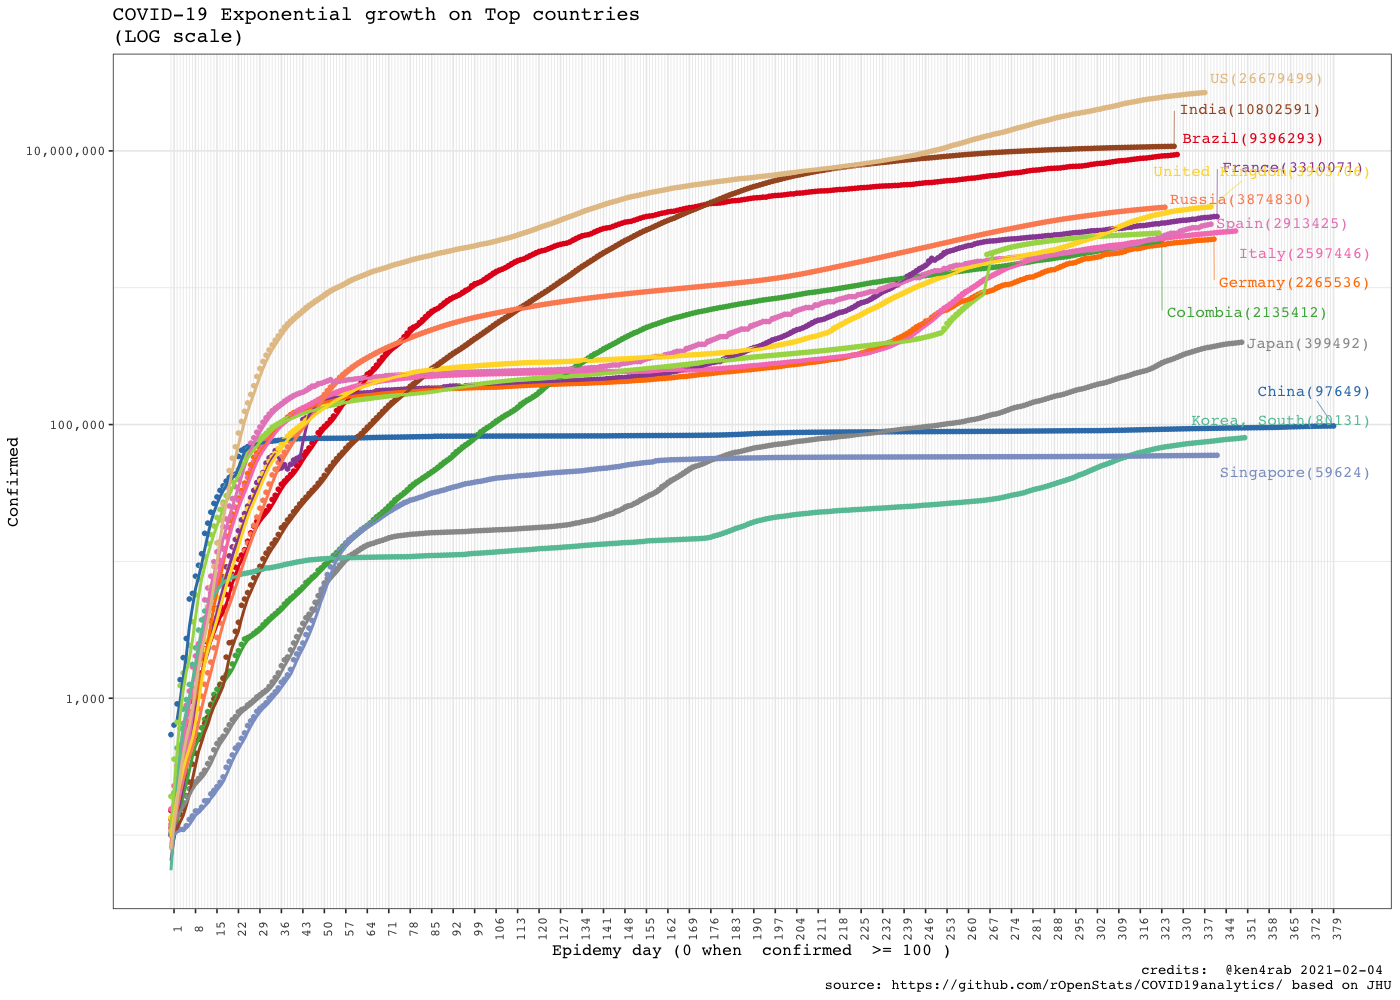 COVID-19 Exponential growth on Top countries
(LOG scale)
US(26679499)
India(10802591)
Brazil(9396293)
France(3310071)
United Kingdom(3903706)
Russia(3874830)
Spain(2913425)
Italy(2597446)
Germany(2265536)
Colombia(2135412)
Japan(399492)
China(97649)
Korea, South(80131)
Singapore(59624)
10,000,000
100,000
1,000
Confirmed
1 8 15 22 29 36 43 50 57 64 71 78 85 92 99 106 113 120 127 134 141 148 155 162 169 176 183 190 197 204 211 218 225 232 239 246 253 260 267 274 281 288 295 302 309 316 323 330 337 344 351 358 365 372 379
Epidemy day (0 when  confirmed  >= 100 )
credits:  @ken4rab 2021-02-04
source: https://github.com/rOpenStats/COVID19analytics/ based on JHU